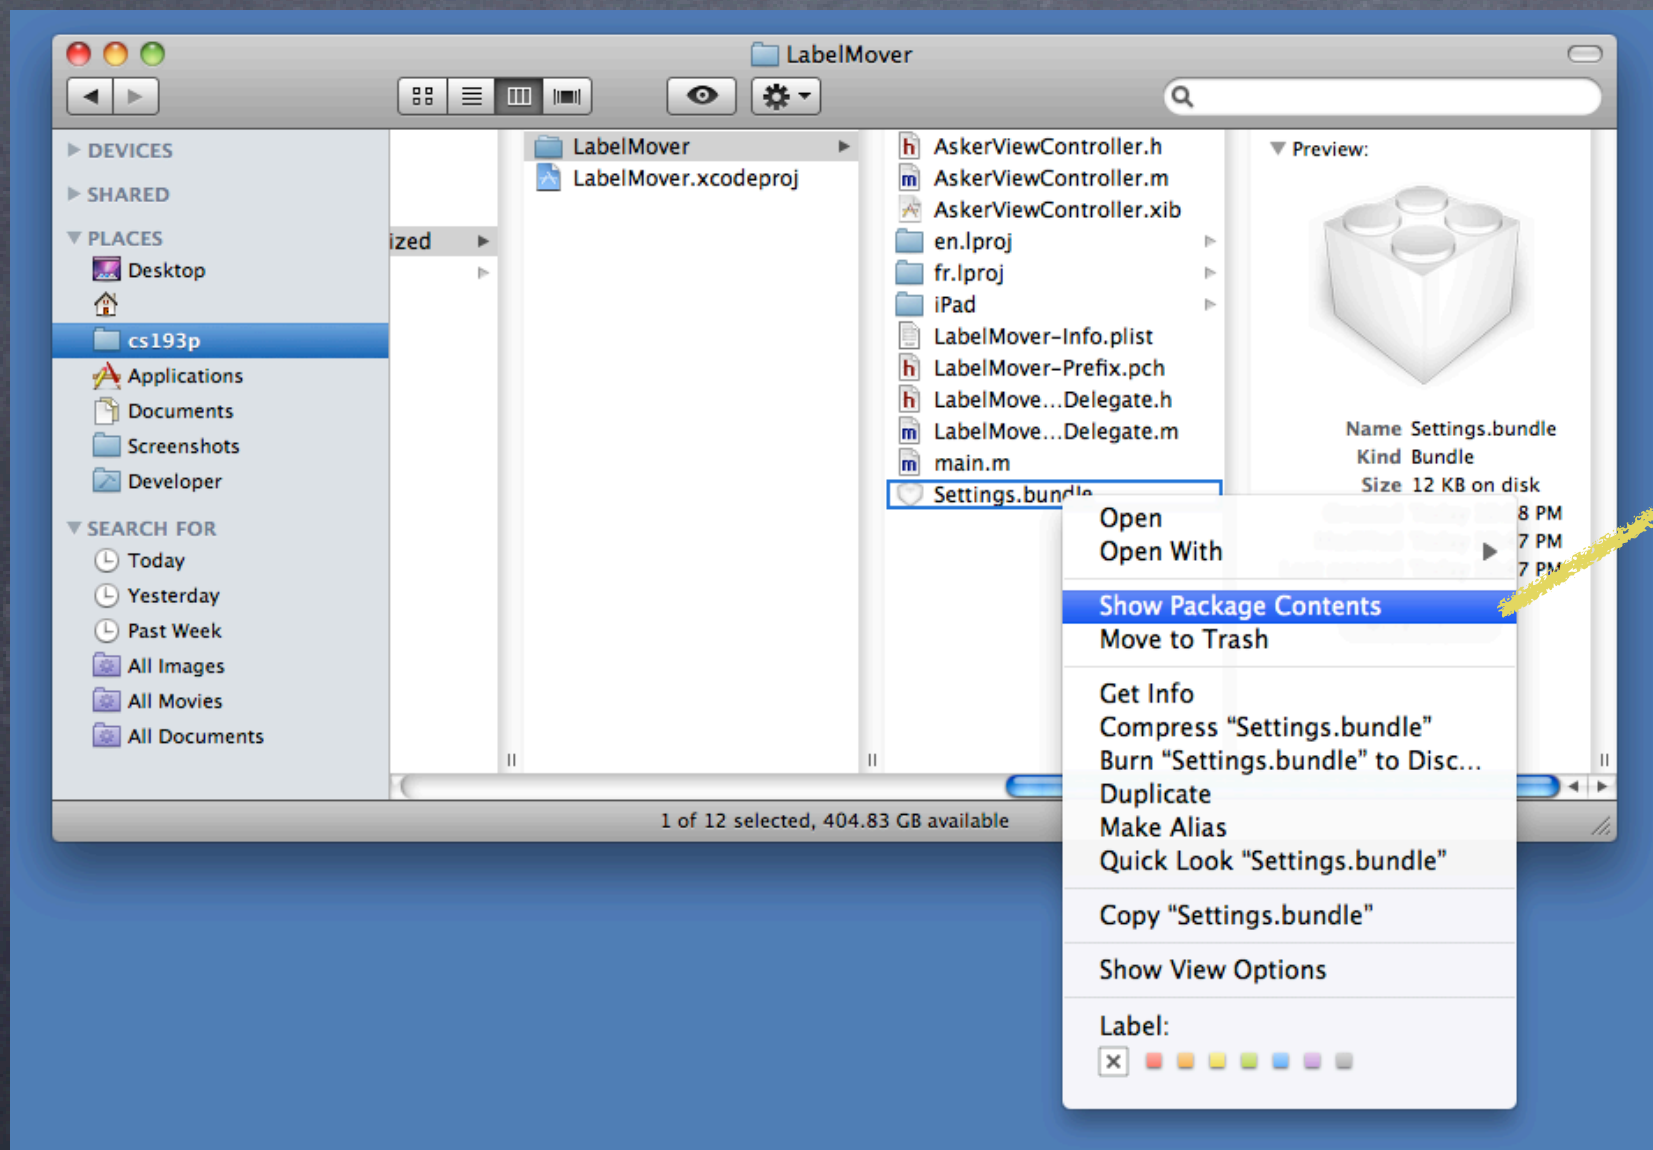 LabelMover
DEVICES
SHARED
PLACES
Desktop
cs193p
Applications
Documents
Screenshots
Developer
SEARCH FOR
Today
Yesterday
Past Week
All Images
All Movies
All Documents
ized
LabelMover
LabelMover.xcodeproj
AskerViewController.h
AskerViewController.m
AskerViewController.xib
en.lproj
fr.lproj
iPad
LabelMover-Info.plist
LabelMover-Prefix.pch
LabelMove...Delegate.h
LabelMove...Delegate.m
main.m
Settings.bundle
Preview:
Name Settings.bundle
Kind Bundle
Size 12 KB on disk
8 PM
7 PM
7 PM
Open
Open With
Show Package Contents
Move to Trash
Get Info
Compress “Settings.bundle”
Burn “Settings.bundle” to Disc...
Duplicate
Make Alias
Quick Look “Settings.bundle”
Copy “Settings.bundle”
Show View Options
Label:
1 of 12 selected, 404.83 GB available